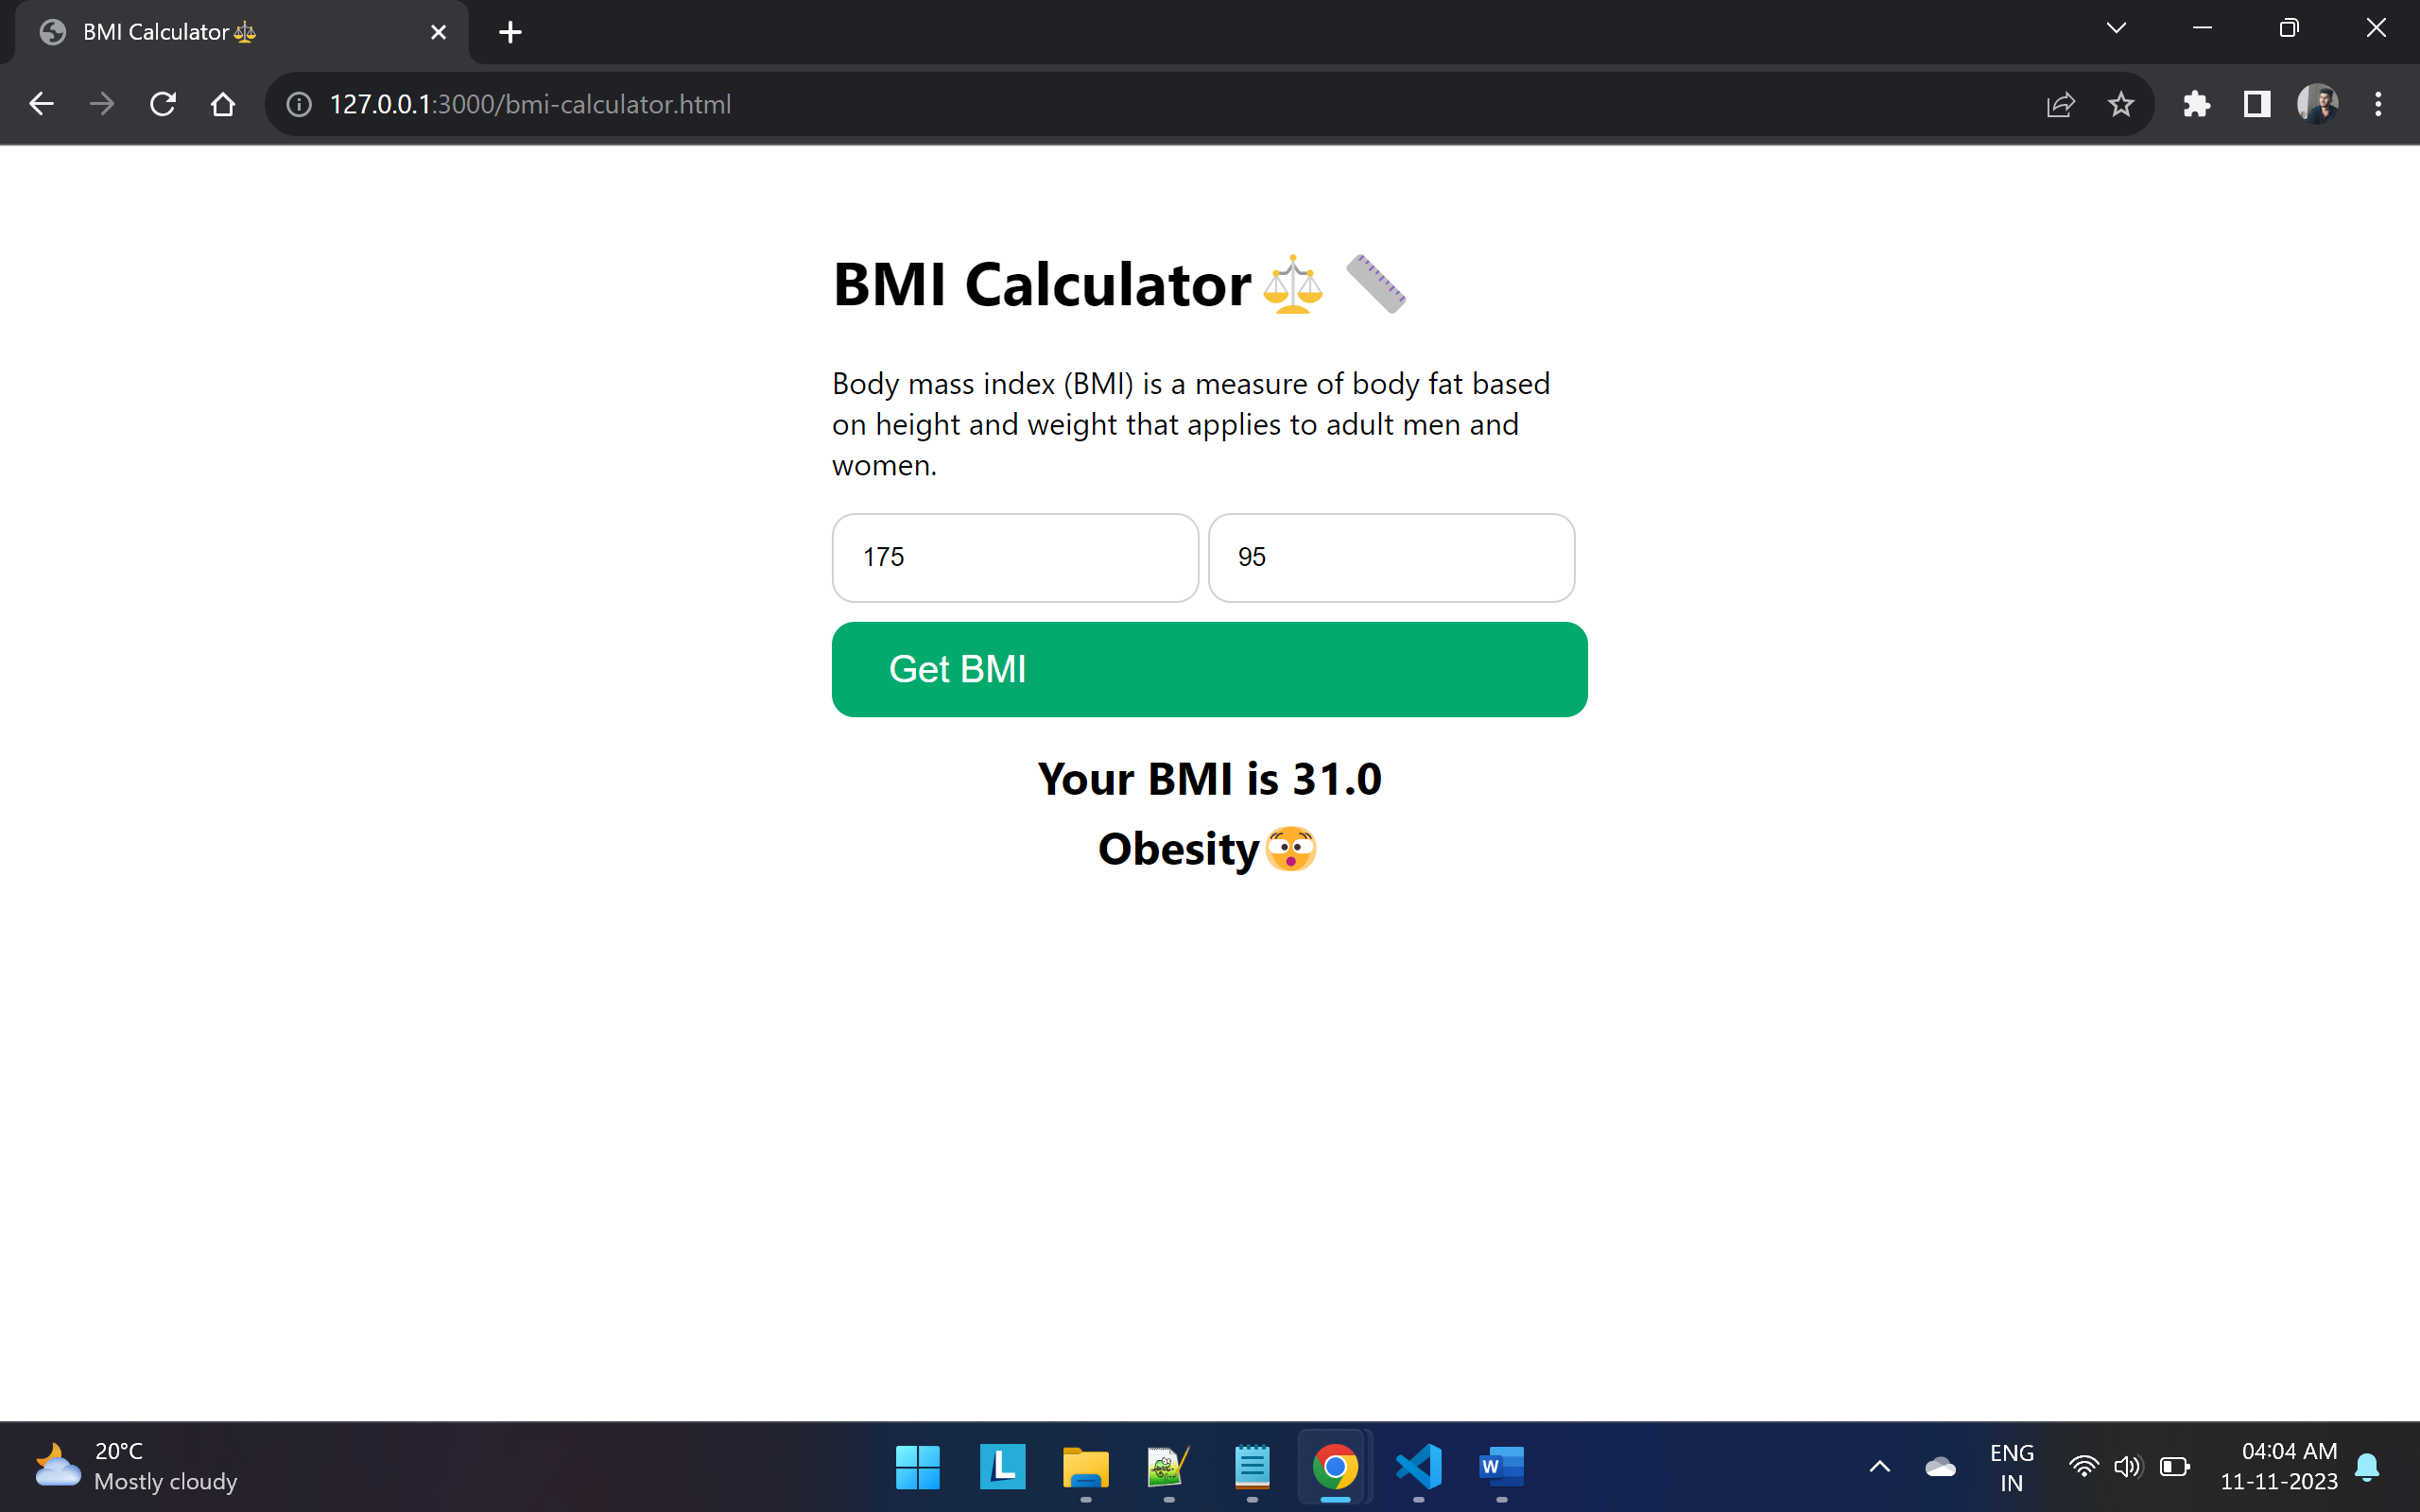 BMI Calculator⚖️
127.0.0.1:3000/bmi-calculator.html
BMI Calculator⚖️ 📏
Body mass index (BMI) is a measure of body fat based
on height and weight that applies to adult men and
women.
175
95
Get BMI
Your BMI is 31.0
Obesity😲
20°C
Mostly cloudy
L
W
ENG
IN
04:04 AM
11-11-2023